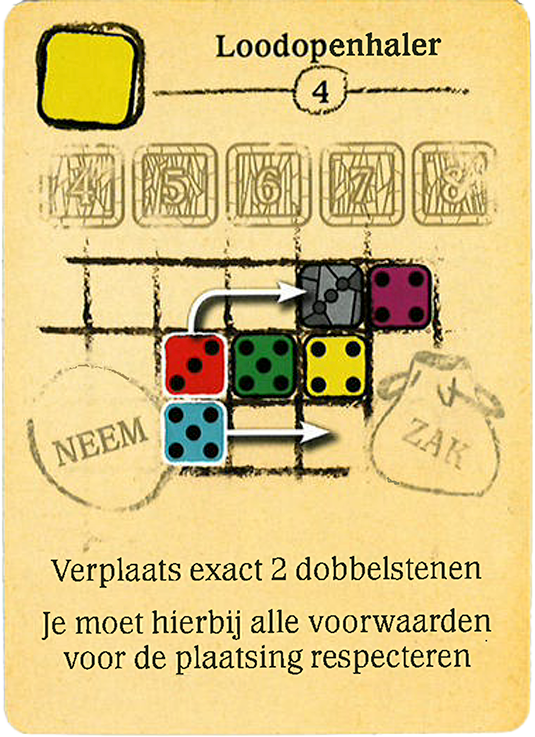 Loodopenhaler
4
4 5 6 7 8
NEEM
ZAK
Verplaats exact 2 dobbelstenen
Je moet hierbij alle voorwaarden
voor de plaatsing respecteren